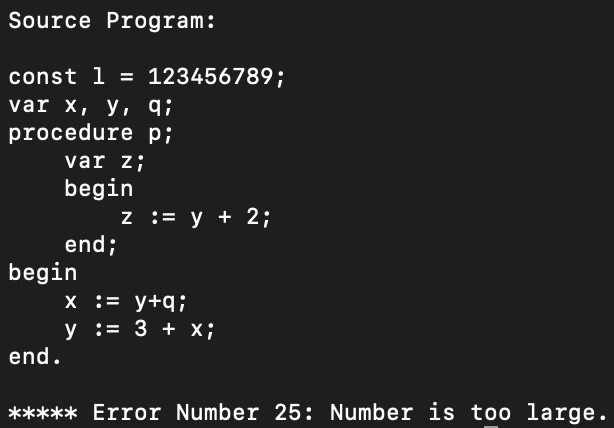 Source Program:
const l = 123456789;
var x, y, q;
procedure p;
    var z;
    begin
        z := y + 2;
    end;
begin
    x := y+q;
    y := 3 + x;
end.
***** Error Number 25: Number is too large.